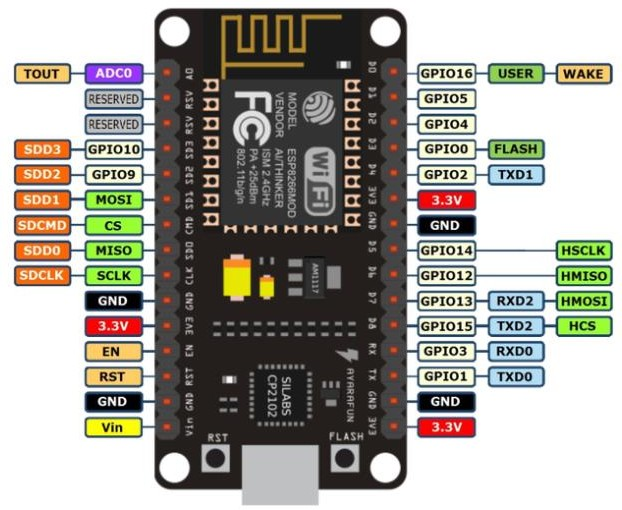 TOUT ADC0 A0 D0 GPIO16 USER WAKE
RESERVED RSV D1 GPIO5
RESERVED RSV D2 GPIO4
SDD3 GPIO10 SD3 D3 GPIO0 FLASH
SDD2 GPIO9 SD2 D4 GPIO2 TXD1
SDD1 MOSI SD1 3V3 3.3V
SDCMD CS CMD GND GND
SDD0 MISO SDO D5 GPIO14 HSCLK
SDCLK SCLK CLK D6 GPIO12 HMISO
GND GND D7 GPIO13 RXD2 HMOSI
3.3V 3V3 D8 GPIO15 TXD2 HCS
EN EN RX GPIO3 RXD0
RST RST TX GPIO1 TXD0
GND GND GND GND
Vin Vin 3V3 3.3V
MODEL ESP8266MOD
VENDOR AI/THINKER
ISM 2.4GHz
PA +25dBm
802.11b/g/n
FC
Wi Fi
AM1117
SILABS
CP2102
AYARAFUN
RST
FLASH